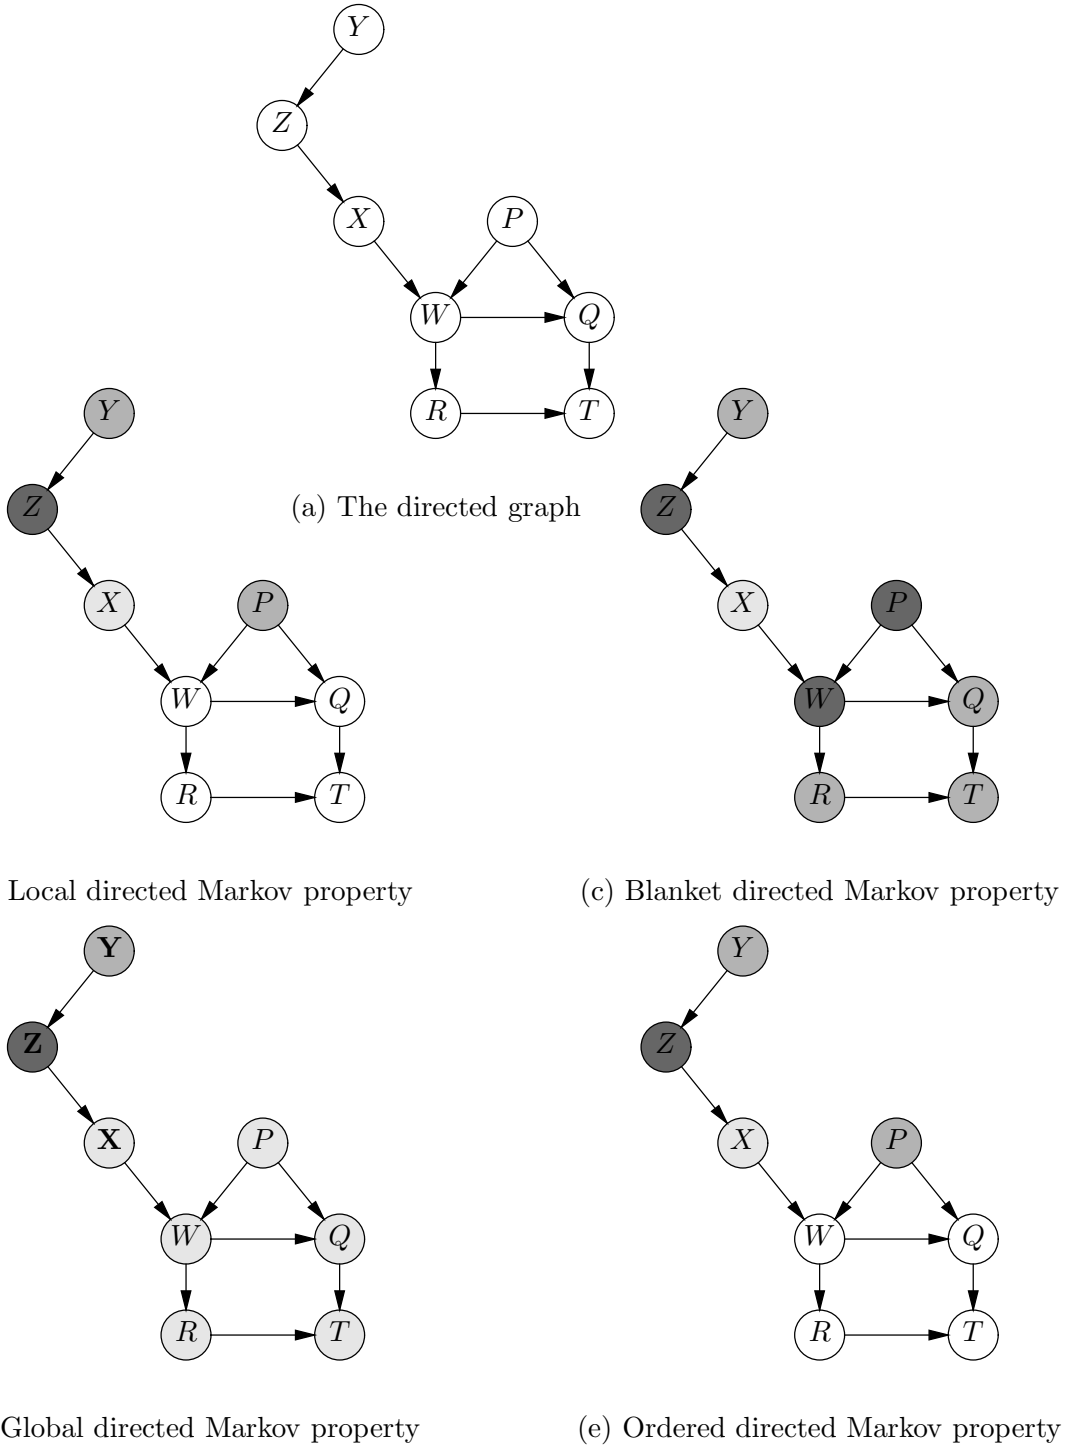 Y
Z
X P
W Q
R T
(a) The directed graph
Y
Z
X P
W Q
R T
Local directed Markov property
Y
Z
X P
W Q
R T
(c) Blanket directed Markov property
Y
Z
X P
W Q
R T
Global directed Markov property
Y
Z
X P
W Q
R T
(e) Ordered directed Markov property